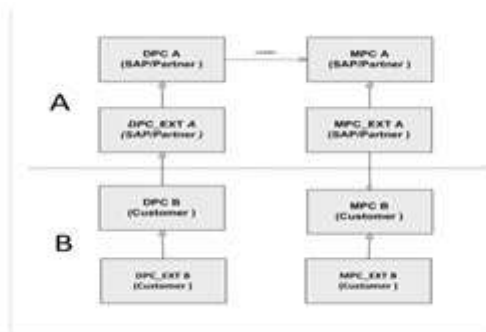 DPC A
(SAP/Partner )
MPC A
(SAP/Partner )
A
DPC_EXT A
(SAP/Partner )
MPC_EXT A
(SAP/Partner )
DPC B
(Customer )
MPC B
(Customer )
B
DPC_EXT B
(Customer )
MPC_EXT B
(Customer )